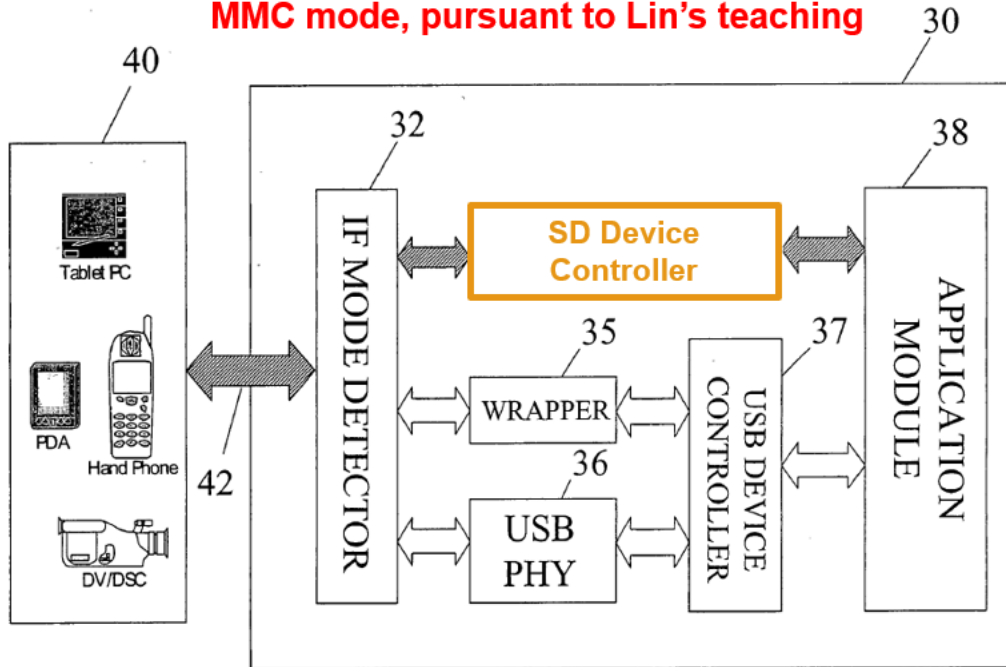 MMC mode, pursuant to Lin's teaching
30
40
32
38
Tablet PC
PDA
Hand Phone
DV/DSC
42
IF MODE DETECTOR
SD Device
Controller
35
WRAPPER
36
USB
PHY
37
USB DEVICE
CONTROLLER
APPLICATION
MODULE